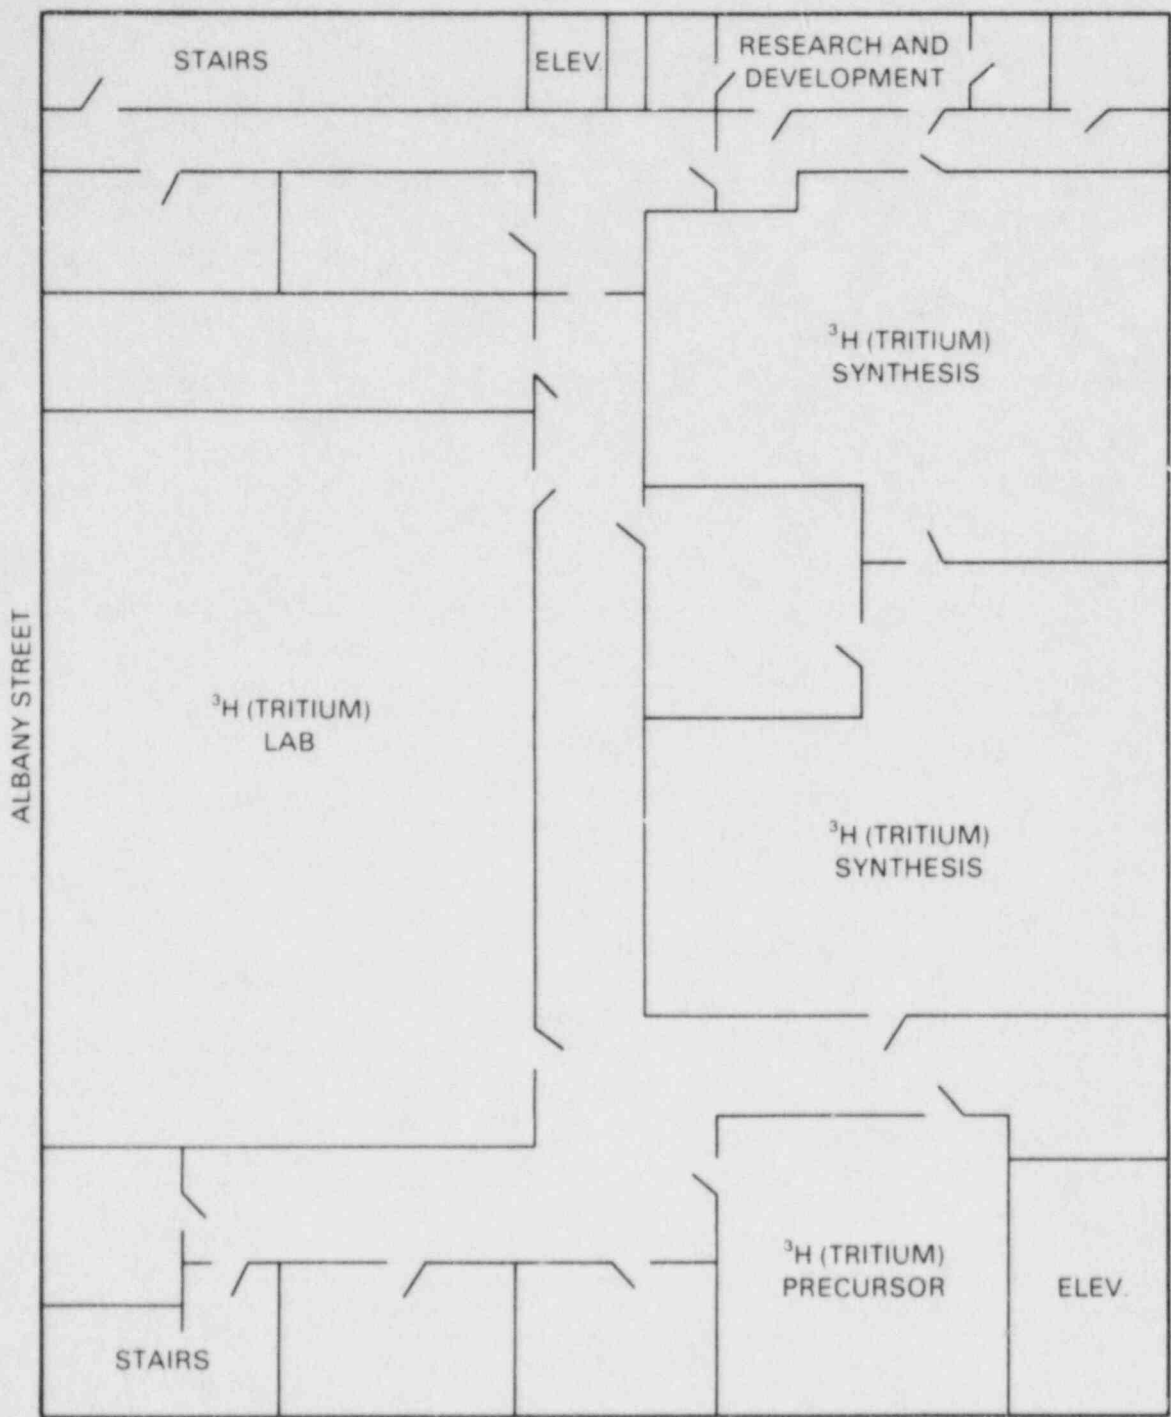 STAIRS
ELEV.
RESEARCH AND
DEVELOPMENT
³H (TRITIUM)
SYNTHESIS
ALBANY STREET
³H (TRITIUM)
LAB
³H (TRITIUM)
SYNTHESIS
³H (TRITIUM)
PRECURSOR
ELEV.
STAIRS